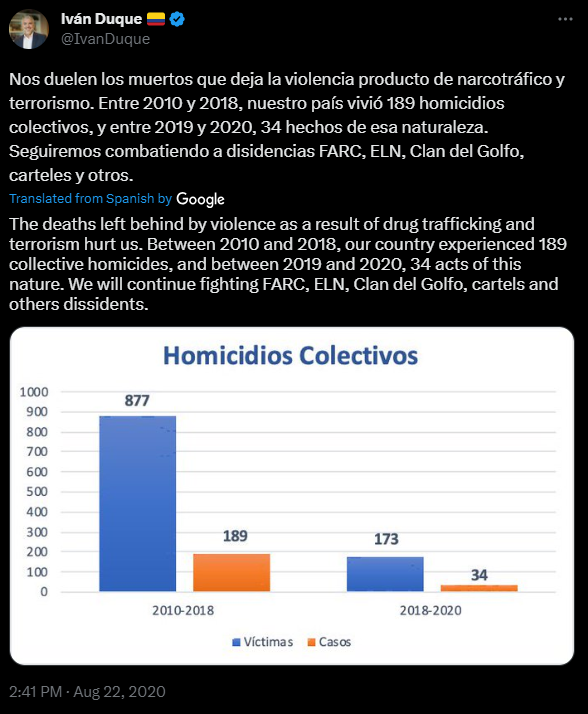 Iván Duque 🇨🇴
@IvanDuque
Nos duelen los muertos que deja la violencia producto de narcotráfico y
terrorismo. Entre 2010 y 2018, nuestro país vivió 189 homicidios
colectivos, y entre 2019 y 2020, 34 hechos de esa naturaleza.
Seguiremos combatiendo a disidencias FARC, ELN, Clan del Golfo,
carteles y otros.
Translated from Spanish by Google
The deaths left behind by violence as a result of drug trafficking and
terrorism hurt us. Between 2010 and 2018, our country experienced 189
collective homicides, and between 2019 and 2020, 34 acts of this
nature. We will continue fighting FARC, ELN, Clan del Golfo, cartels and
others dissidents.
Homicidios Colectivos
1000
900
800
700
600
500
400
300
200
100
0
877
189
173
34
2010-2018
2018-2020
Víctimas Casos
2:41 PM · Aug 22, 2020